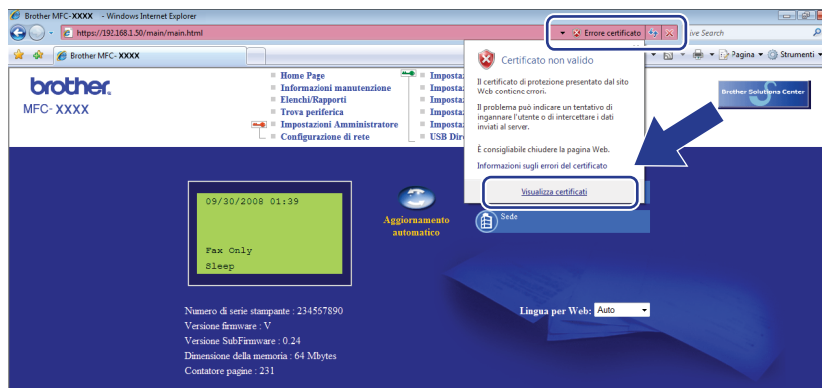 Brother MFC-XXXX - Windows Internet Explorer
https://192.168.1.50/main/main.html
Errore certificato
ive Search
Brother MFC- XXXX
Pagina
Strumenti
brother
MFC- XXXX
Home Page
Informazioni manutenzione
Elenchi/Rapporti
Trova periferica
Impostazioni Amministratore
Configurazione di rete
Imposta
Imposta
Imposta
Imposta
Imposta
USB Dir
Certificato non valido
Il certificato di protezione presentato dal sito
Web contiene errori.
Il problema può indicare un tentativo di
ingannare l'utente o di intercettare i dati
inviati al server.
È consigliabile chiudere la pagina Web.
Informazioni sugli errori del certificato
Visualizza certificati
Brother Solutions Center
09/30/2008 01:39
Fax Only
Sleep
Aggiornamento
automatico
Sede
Numero di serie stampante : 234567890
Versione firmware : V
Versione SubFirmware : 0.24
Dimensione della memoria : 64 Mbytes
Contatore pagine : 231
Lingua per Web: Auto